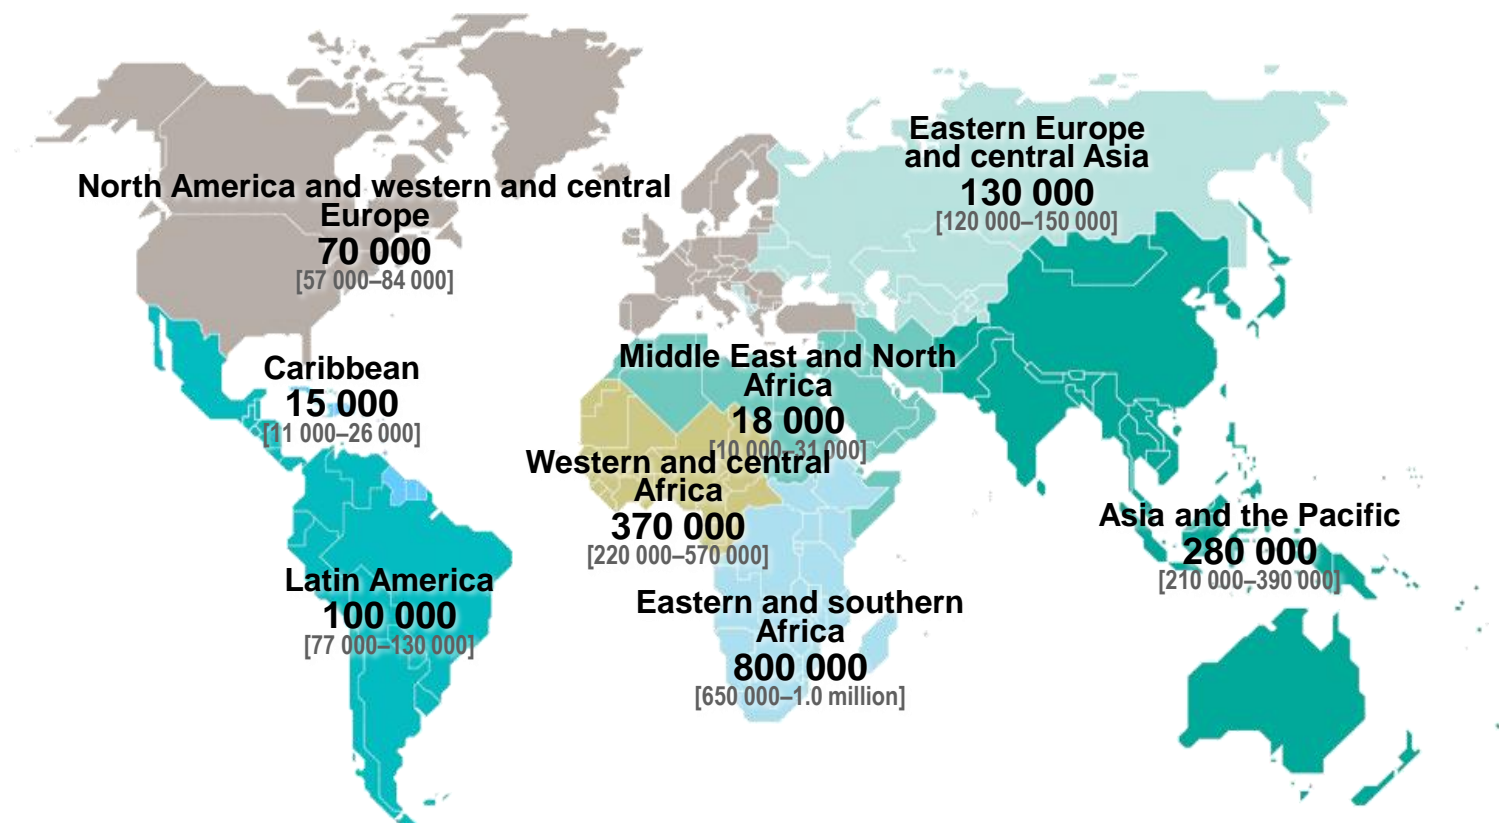 Eastern Europe
and central Asia
130 000
[120 000–150 000]
North America and western and central
Europe
70 000
[57 000–84 000]
Middle East and North
Africa
18 000
[10 000–31 000]
Caribbean
15 000
[11 000–26 000]
Western and central
Africa
370 000
[220 000–570 000]
Asia and the Pacific
280 000
[210 000–390 000]
Latin America
100 000
[77 000–130 000]
Eastern and southern
Africa
800 000
[650 000–1.0 million]